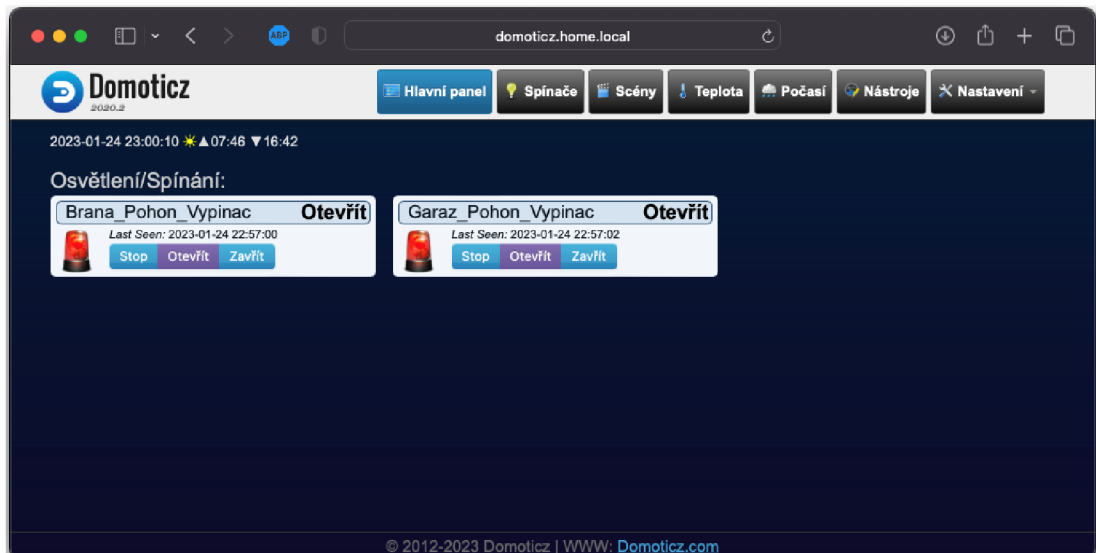 ABP
domoticz.home.local
Domoticz
2020.2
Hlavní panel Spínače Scény Teplota Počasí Nástroje Nastavení
2023-01-24 23:00:10 ☀▲07:46 ▼16:42
Osvětlení/Spínání:
Brana_Pohon_Vypinac Otevřít
Last Seen: 2023-01-24 22:57:00
Stop Otevřít Zavřít
Garaz_Pohon_Vypinac Otevřít
Last Seen: 2023-01-24 22:57:02
Stop Otevřít Zavřít
© 2012-2023 Domoticz | WWW: Domoticz.com